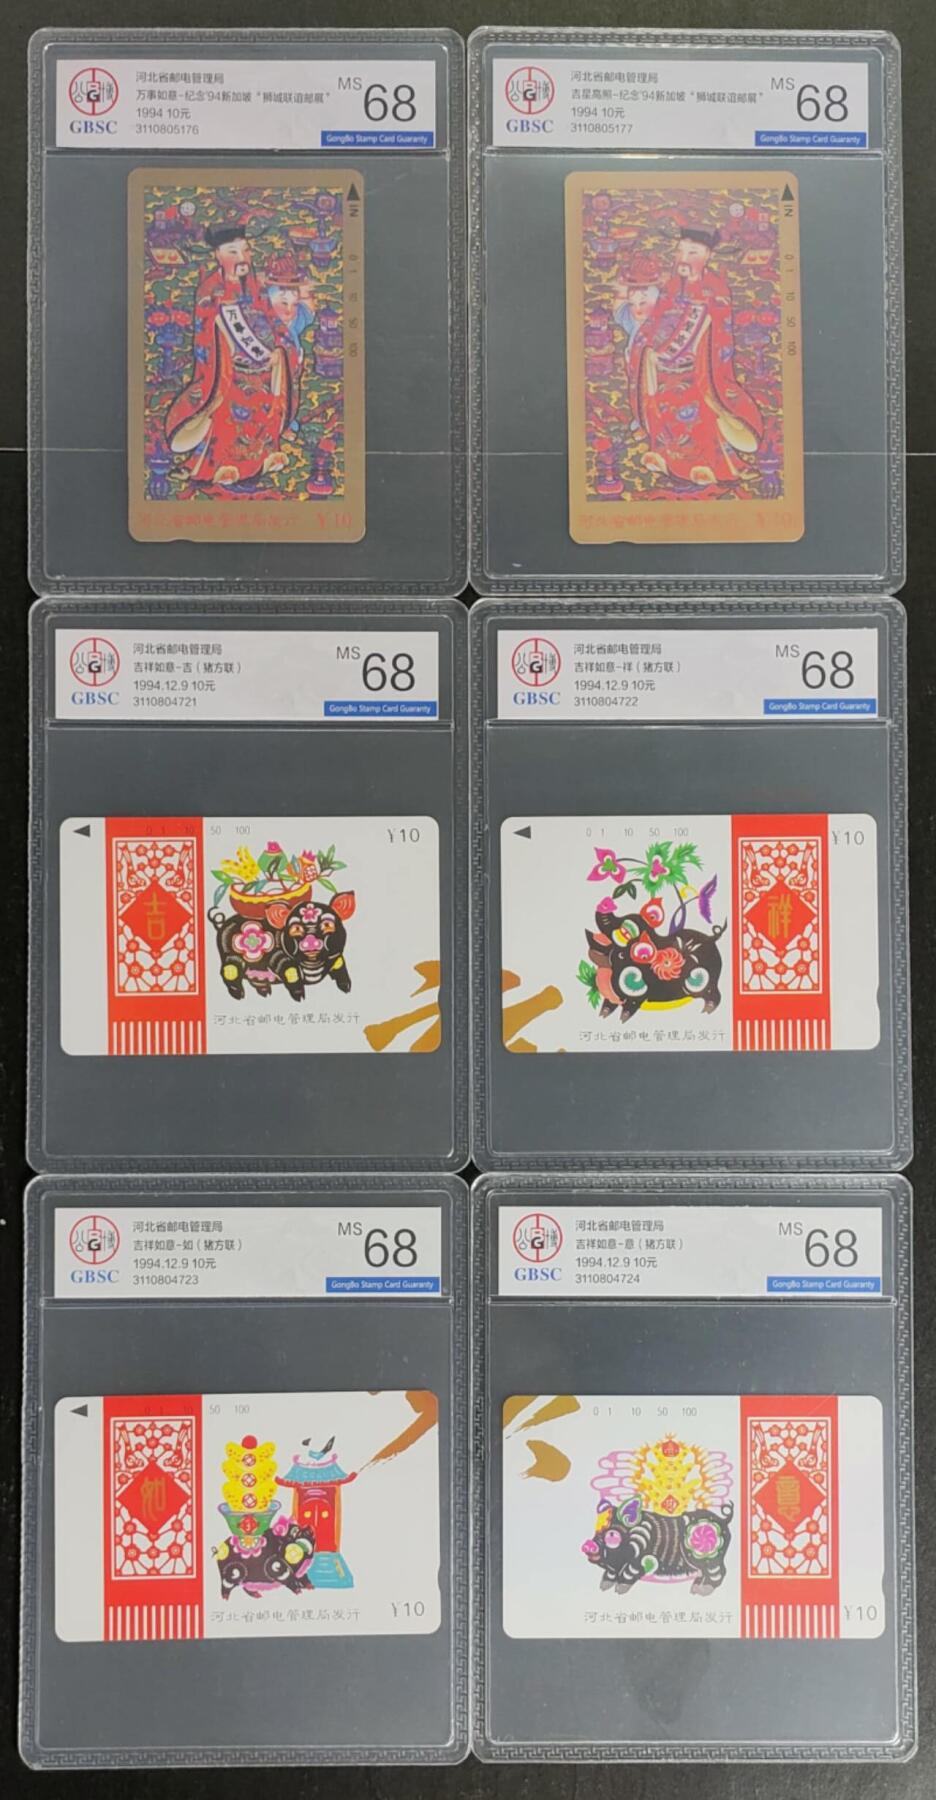 河北省邮电管理局
万事如意-纪念'94新加坡“狮城联谊邮展”
1994 10元
3110805176
GBSC
MS 68
GongBo Stamp Card Guaranty
IN
0 1 10 50 100
河北省邮电管理局发行 ¥10
河北省邮电管理局
吉星高照-纪念'94新加坡“狮城联谊邮展”
1994 10元
3110805177
GBSC
MS 68
GongBo Stamp Card Guaranty
IN
0 1 10 50 100
河北省邮电管理局发行 ¥10
河北省邮电管理局
吉祥如意-吉（猪方联）
1994.12.9 10元
3110804721
GBSC
MS 68
GongBo Stamp Card Guaranty
0 1 10 50 100
¥10
吉
河北省邮电管理局发行
河北省邮电管理局
吉祥如意-祥（猪方联）
1994.12.9 10元
3110804722
GBSC
MS 68
GongBo Stamp Card Guaranty
0 1 10 50 100
¥10
祥
河北省邮电管理局发行
河北省邮电管理局
吉祥如意-如（猪方联）
1994.12.9 10元
3110804723
GBSC
MS 68
GongBo Stamp Card Guaranty
0 1 10 50 100
如
河北省邮电管理局发行
¥10
河北省邮电管理局
吉祥如意-意（猪方联）
1994.12.9 10元
3110804724
GBSC
MS 68
GongBo Stamp Card Guaranty
0 1 10 50 100
意
河北省邮电管理局发行
¥10